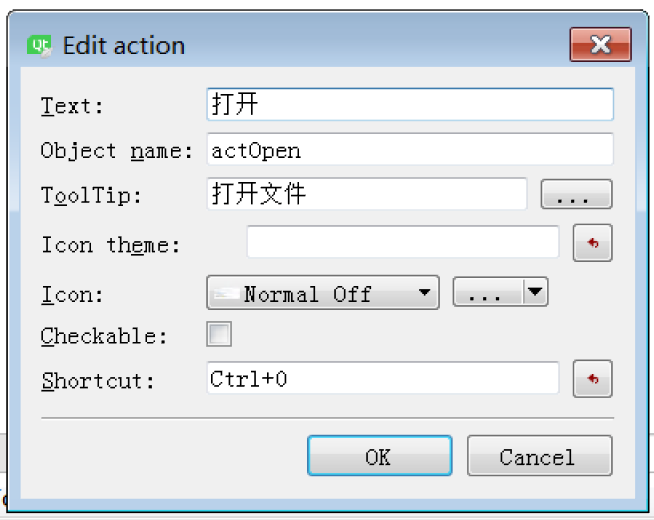 Edit action
Text: 打开
Object name: actOpen
ToolTip: 打开文件 ...
Icon theme:
Icon: Normal Off ...
Checkable:
Shortcut: Ctrl+O
OK Cancel